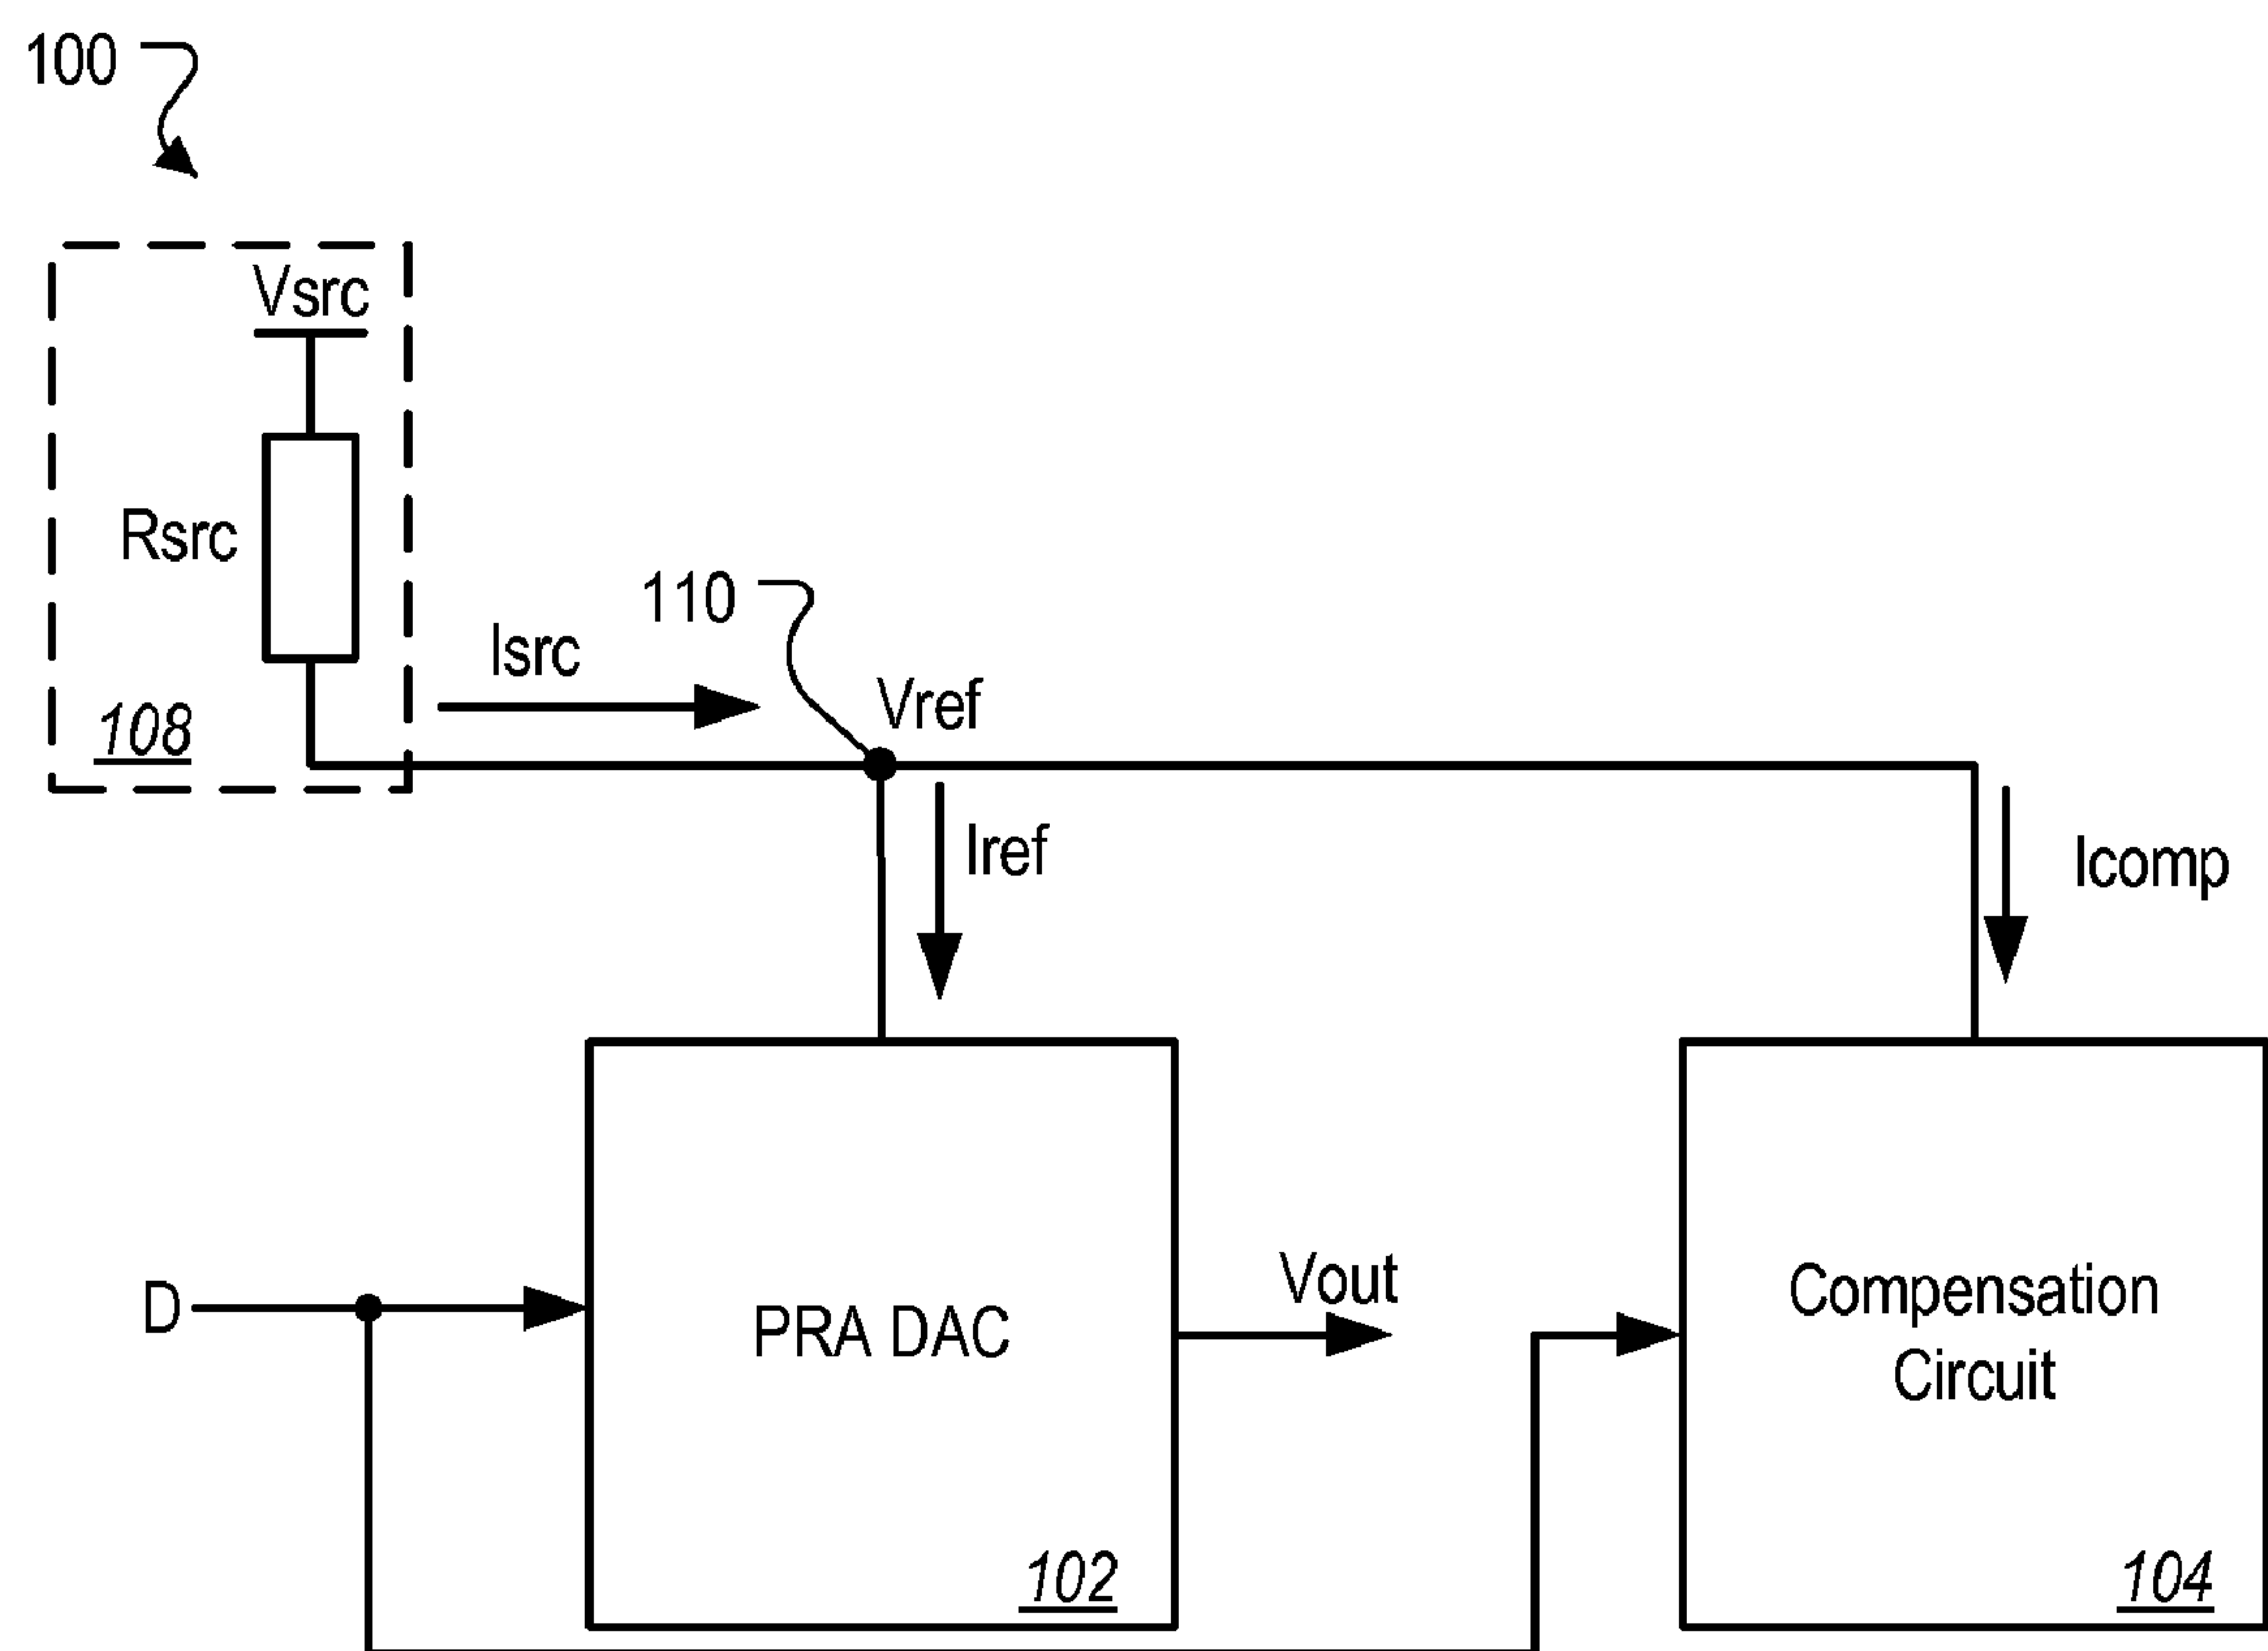 100
Vsrc
Rsrc
108
Isrc
110
Vref
Iref
Icomp
D
PRA DAC
102
Vout
Compensation
Circuit
104